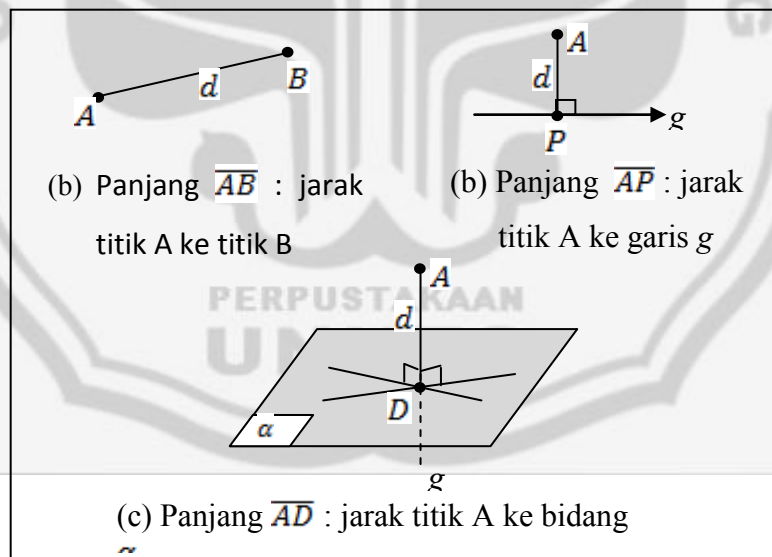 A
d
B
A
d
P
g
(b) Panjang AB : jarak
titik A ke titik B
(b) Panjang AP : jarak
titik A ke garis g
A
PERPUSTAKAAN
d
D
α
g
(c) Panjang AD : jarak titik A ke bidang
α